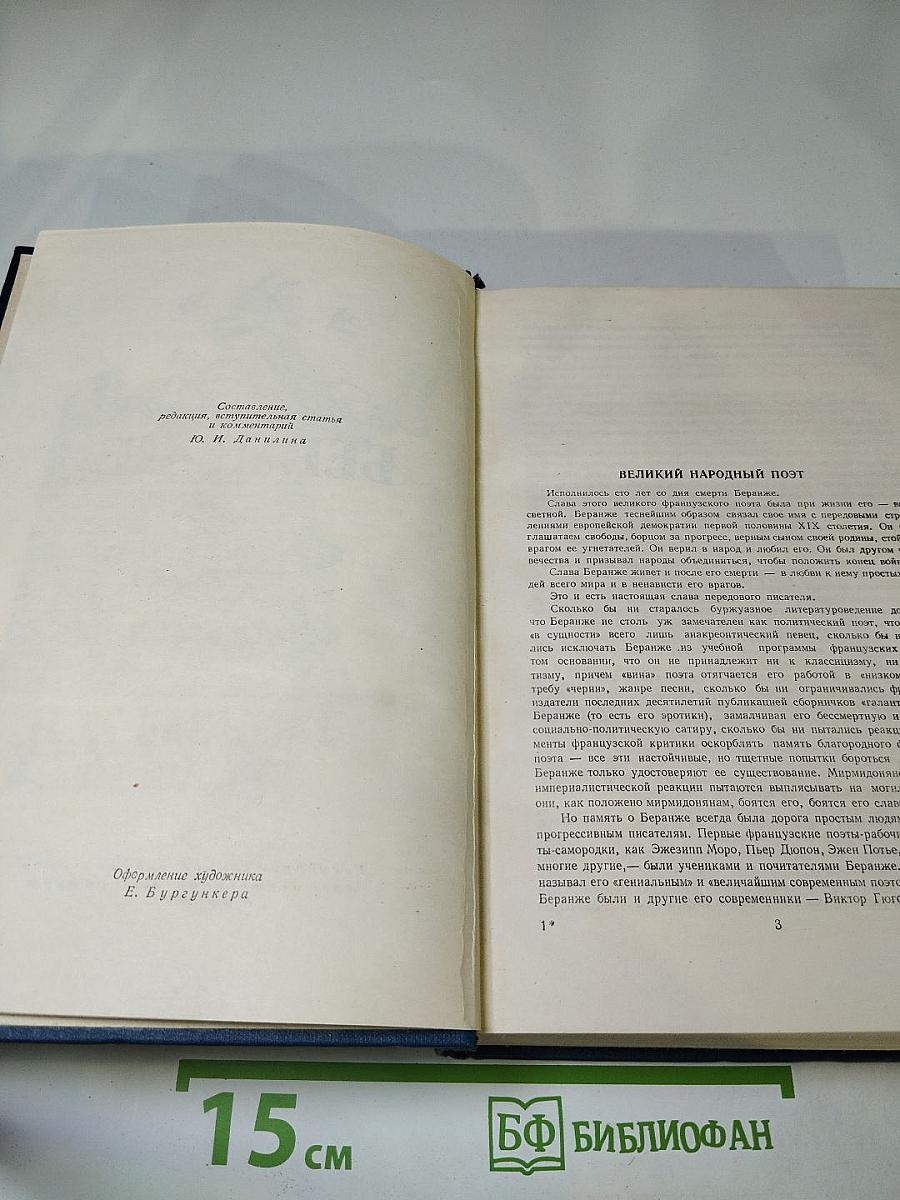 Составление,
редакция, вступительная статья
и комментарий
Ю. И. Данилина
Оформление художника
Е. Бургункера
ВЕЛИКИЙ НАРОДНЫЙ ПОЭТ
Исполнилось сто лет со дня смерти Беранже.
Слава этого великого французского поэта была при жизни его —
светной. Беранже теснейшим образом связал свое имя с передовыми
лениями европейской демократии первой половины XIX столетия. Он
глашатаем свободы, борцом за прогресс, верным сыном своей родины,
врагом ее угнетателей. Он верил в народ и любил его. Он был другом
вечества и призывал народы объединиться, чтобы положить конец
Слава Беранже живет и после его смерти — в любви к нему
дей всего мира и в ненависти его врагов.
Это и есть настоящая слава передового писателя.
Сколько бы ни старалось буржуазное литературоведение
что Беранже не столь уж замечателен как политический поэт,
«в сущности» всего лишь анакреонтический певец, сколько бы
лись исключать Беранже .из учебной программы французских
том основании, что он не принадлежит ни к классицизму, ни
тизму, причем «вина» поэта отягчается его работой в «низком
требу «черни», жанре песни, сколько бы ни ограничивались
издатели последних десятилетий публикацией сборничков
Беранже (то есть его эротики), замалчивая его бессмертную
социально-политическую сатиру, сколько бы ни пытались
менты французской критики оскорблять память благородного
поэта — все эти настойчивые, но тщетные попытки бороться
Беранже только удостоверяют ее существование.
империалистической реакции пытаются выплясывать на
они, как положено мирмидонянам, боятся его, боятся его
Но память о Беранже всегда была дорога простым
прогрессивным писателям. Первые французские
ты-самородки, как Эжезипп Моро, Пьер Дюпон, Эжен Потье,
многие другие,— были учениками и почитателями Беранже.
называл его «гениальным» и «величайшим современным
Беранже были и другие его современники — Виктор
1*
3
15 см
БФ БИБЛИОФАН